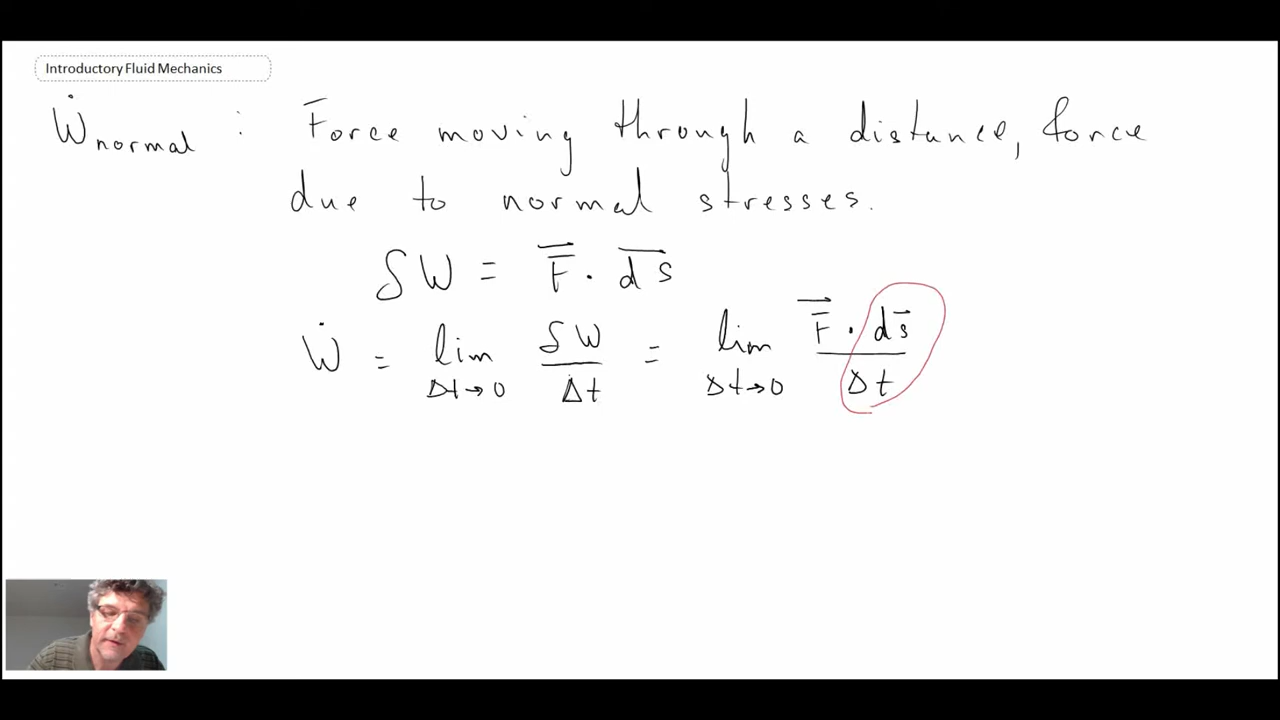 Introductory Fluid Mechanics
Ẇnormal : Force moving through a distance, force
due to normal stresses.
δW = F⃗ · ds⃗
Ẇ = lim Δt→0 δW/Δt = lim Δt→0 F⃗ · ds⃗/Δt